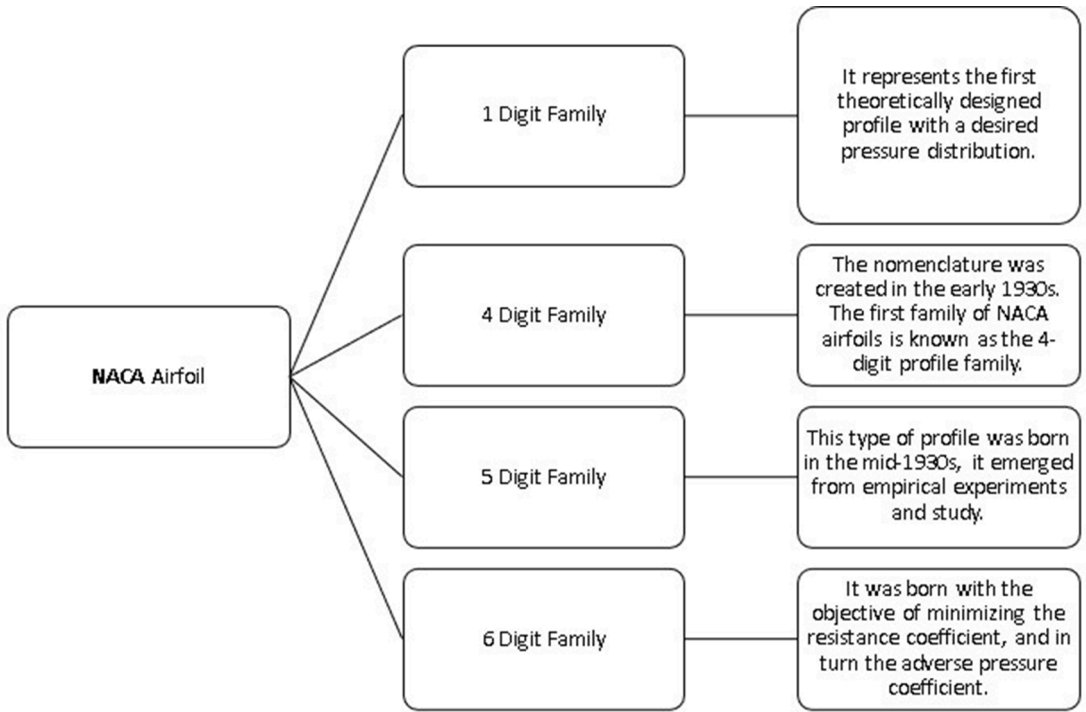 NACA Airfoil
1 Digit Family
It represents the first
theoretically designed
profile with a desired
pressure distribution.
4 Digit Family
The nomenclature was
created in the early 1930s.
The first family of NACA
airfoils is known as the 4-
digit profile family.
5 Digit Family
This type of profile was born
in the mid-1930s, it emerged
from empirical experiments
and study.
6 Digit Family
It was born with the
objective of minimizing the
resistance coefficient, and in
turn the adverse pressure
coefficient.